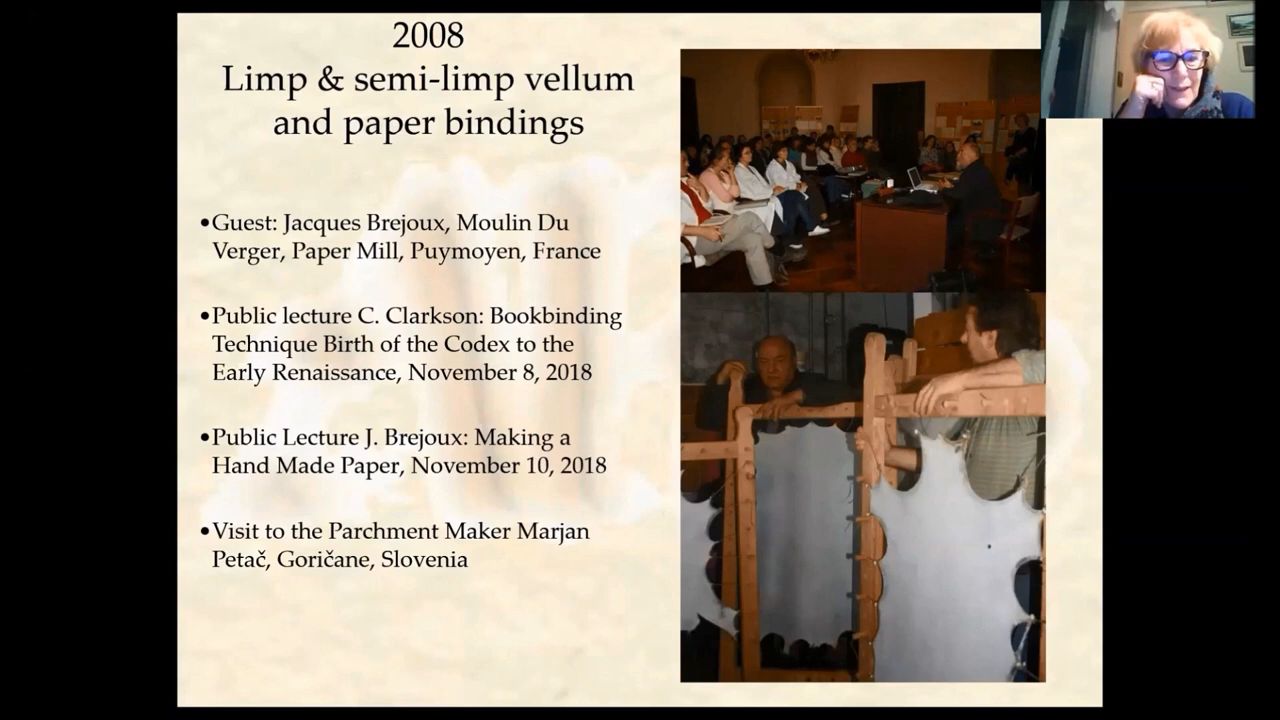 2008
Limp & semi-limp vellum
and paper bindings
•Guest: Jacques Brejoux, Moulin Du
Verger, Paper Mill, Puymoyen, France
•Public lecture C. Clarkson: Bookbinding
Technique Birth of the Codex to the
Early Renaissance, November 8, 2018
•Public Lecture J. Brejoux: Making a
Hand Made Paper, November 10, 2018
•Visit to the Parchment Maker Marjan
Petač, Goričane, Slovenia